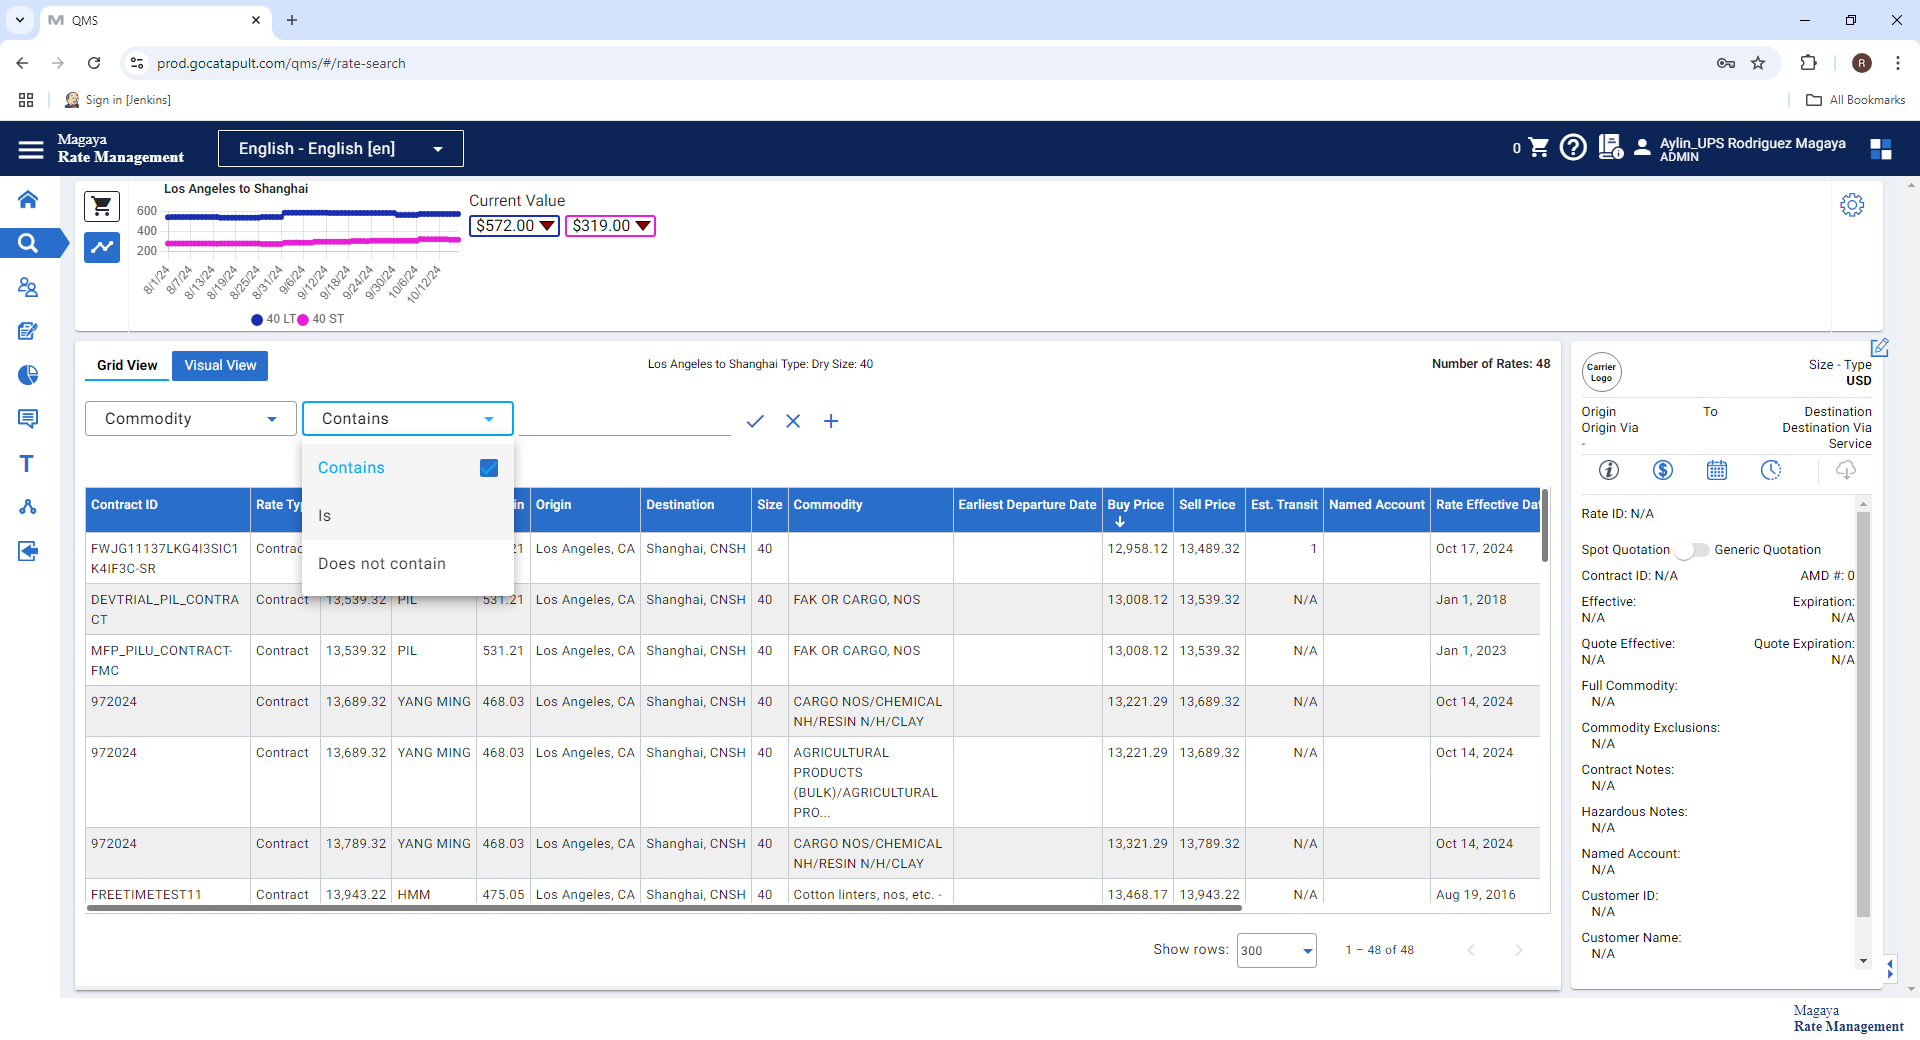 QMS
prod.gocatapult.com/qms/#/rate-search
R
Sign in [Jenkins]
All Bookmarks
Magaya
Rate Management
English - English [en]
0
Aylin_UPS Rodriguez Magaya
ADMIN
Los Angeles to Shanghai
600
400
200
8/1/24
8/7/24
8/13/24
8/19/24
8/25/24
8/31/24
9/6/24
9/12/24
9/18/24
9/24/24
9/30/24
10/6/24
10/12/24
40 LT
40 ST
Current Value
$572.00
$319.00
Grid View
Visual View
Los Angeles to Shanghai Type: Dry Size: 40
Number of Rates: 48
Commodity
Contains
Contains
Is
Does not contain
Contract ID Rate Ty in Origin Destination Size Commodity Earliest Departure Date Buy Price Sell Price Est. Transit Named Account Rate Effective Dat
FWJG11137LKG4I3SIC1 Contrac 21 Los Angeles, CA Shanghai, CNSH 40 12,958.12 13,489.32 1 Oct 17, 2024
K4IF3C-SR
DEVTRIAL_PIL_CONTRA Contract 13,539.32 PIL 531.21 Los Angeles, CA Shanghai, CNSH 40 FAK OR CARGO, NOS 13,008.12 13,539.32 N/A Jan 1, 2018
CT
MFP_PILU_CONTRACT- Contract 13,539.32 PIL 531.21 Los Angeles, CA Shanghai, CNSH 40 FAK OR CARGO, NOS 13,008.12 13,539.32 N/A Jan 1, 2023
FMC
972024 Contract 13,689.32 YANG MING 468.03 Los Angeles, CA Shanghai, CNSH 40 CARGO NOS/CHEMICAL 13,221.29 13,689.32 N/A Oct 14, 2024
NH/RESIN N/H/CLAY
972024 Contract 13,689.32 YANG MING 468.03 Los Angeles, CA Shanghai, CNSH 40 AGRICULTURAL 13,221.29 13,689.32 N/A Oct 14, 2024
PRODUCTS
(BULK)/AGRICULTURAL
PRO...
972024 Contract 13,789.32 YANG MING 468.03 Los Angeles, CA Shanghai, CNSH 40 CARGO NOS/CHEMICAL 13,321.29 13,789.32 N/A Oct 14, 2024
NH/RESIN N/H/CLAY
FREETIMETEST11 Contract 13,943.22 HMM 475.05 Los Angeles, CA Shanghai, CNSH 40 Cotton linters, nos, etc. - 13,468.17 13,943.22 N/A Aug 19, 2016
Show rows: 300 1 – 48 of 48
Carrier
Logo
Size - Type
USD
Origin To Destination
Origin Via Destination Via
- Service
Rate ID: N/A
Spot Quotation Generic Quotation
Contract ID: N/A AMD #: 0
Effective: Expiration:
N/A N/A
Quote Effective: Quote Expiration:
N/A N/A
Full Commodity:
N/A
Commodity Exclusions:
N/A
Contract Notes:
N/A
Hazardous Notes:
N/A
Named Account:
N/A
Customer ID:
N/A
Customer Name:
N/A
Magaya
Rate Management